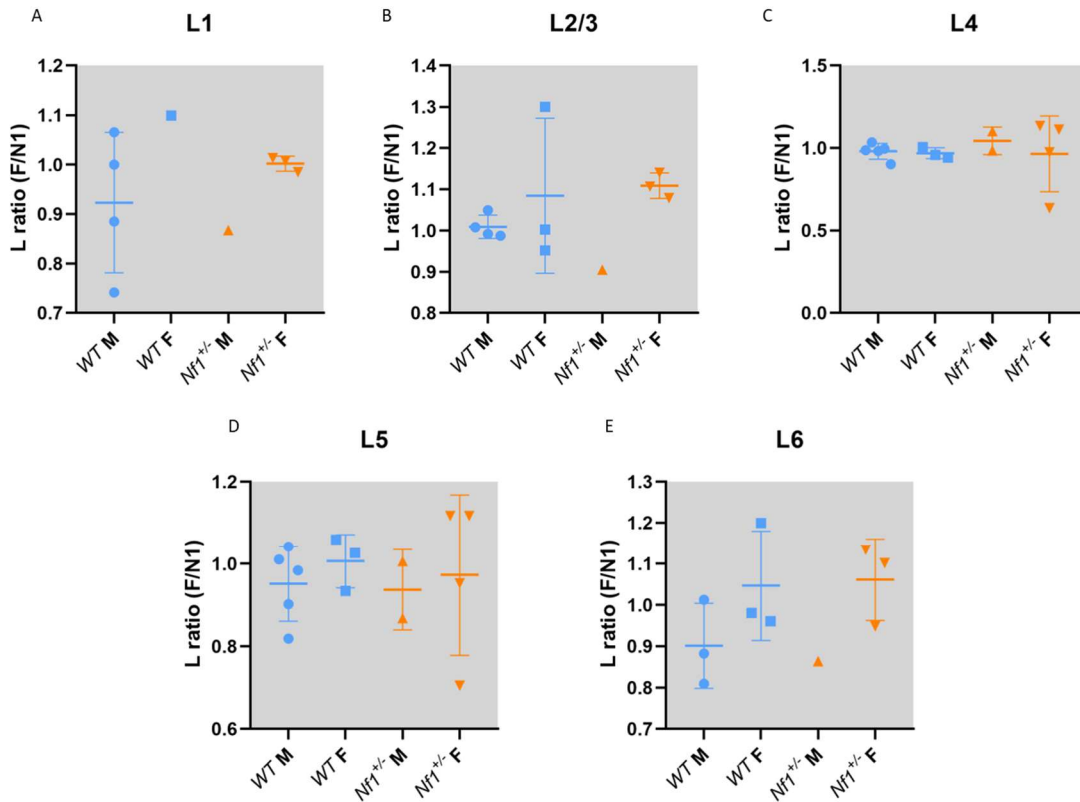 A
L1
L ratio (F/N1)
1.2
1.1
1.0
0.9
0.8
0.7
WT M
WT F
Nf1+/- M
Nf1+/- F
B
L2/3
L ratio (F/N1)
1.4
1.3
1.2
1.1
1.0
0.9
0.8
WT M
WT F
Nf1+/- M
Nf1+/- F
C
L4
L ratio (F/N1)
1.5
1.0
0.5
0.0
WT M
WT F
Nf1+/- M
Nf1+/- F
D
L5
L ratio (F/N1)
1.2
1.0
0.8
0.6
WT M
WT F
Nf1+/- M
Nf1+/- F
E
L6
L ratio (F/N1)
1.3
1.2
1.1
1.0
0.9
0.8
0.7
WT M
WT F
Nf1+/- M
Nf1+/- F